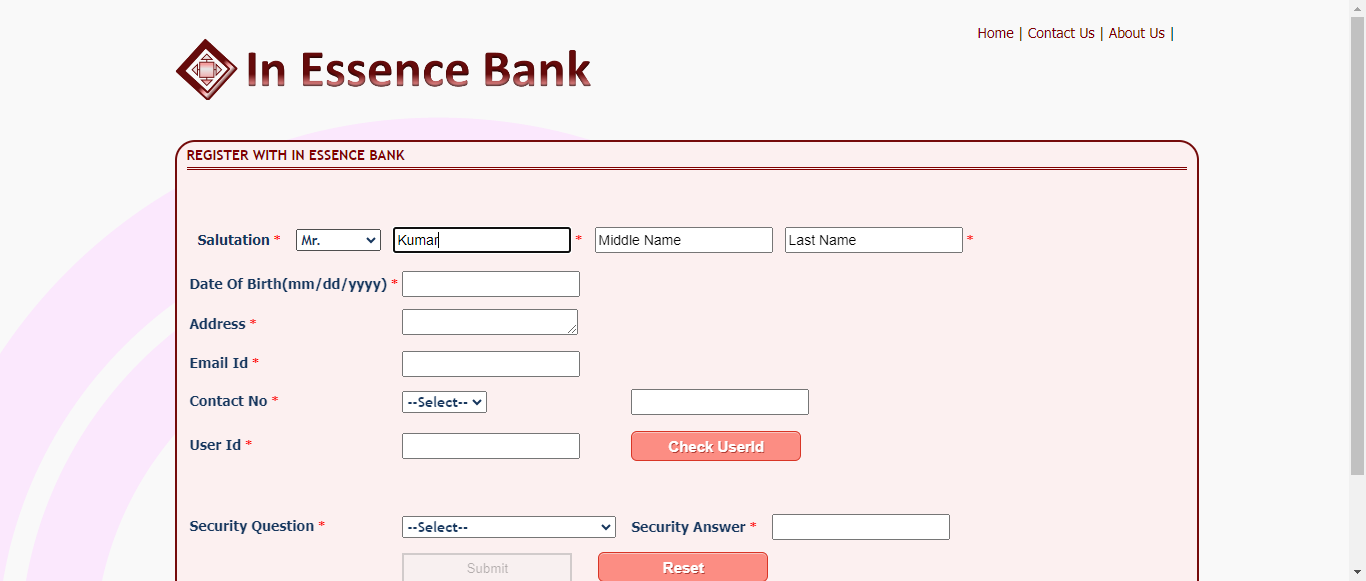 Home | Contact Us | About Us |
In Essence Bank
REGISTER WITH IN ESSENCE BANK
Salutation * Mr. Kumar * Middle Name Last Name *
Date Of Birth(mm/dd/yyyy) *
Address *
Email Id *
Contact No * --Select--
User Id * Check UserId
Security Question * --Select-- Security Answer *
Submit Reset